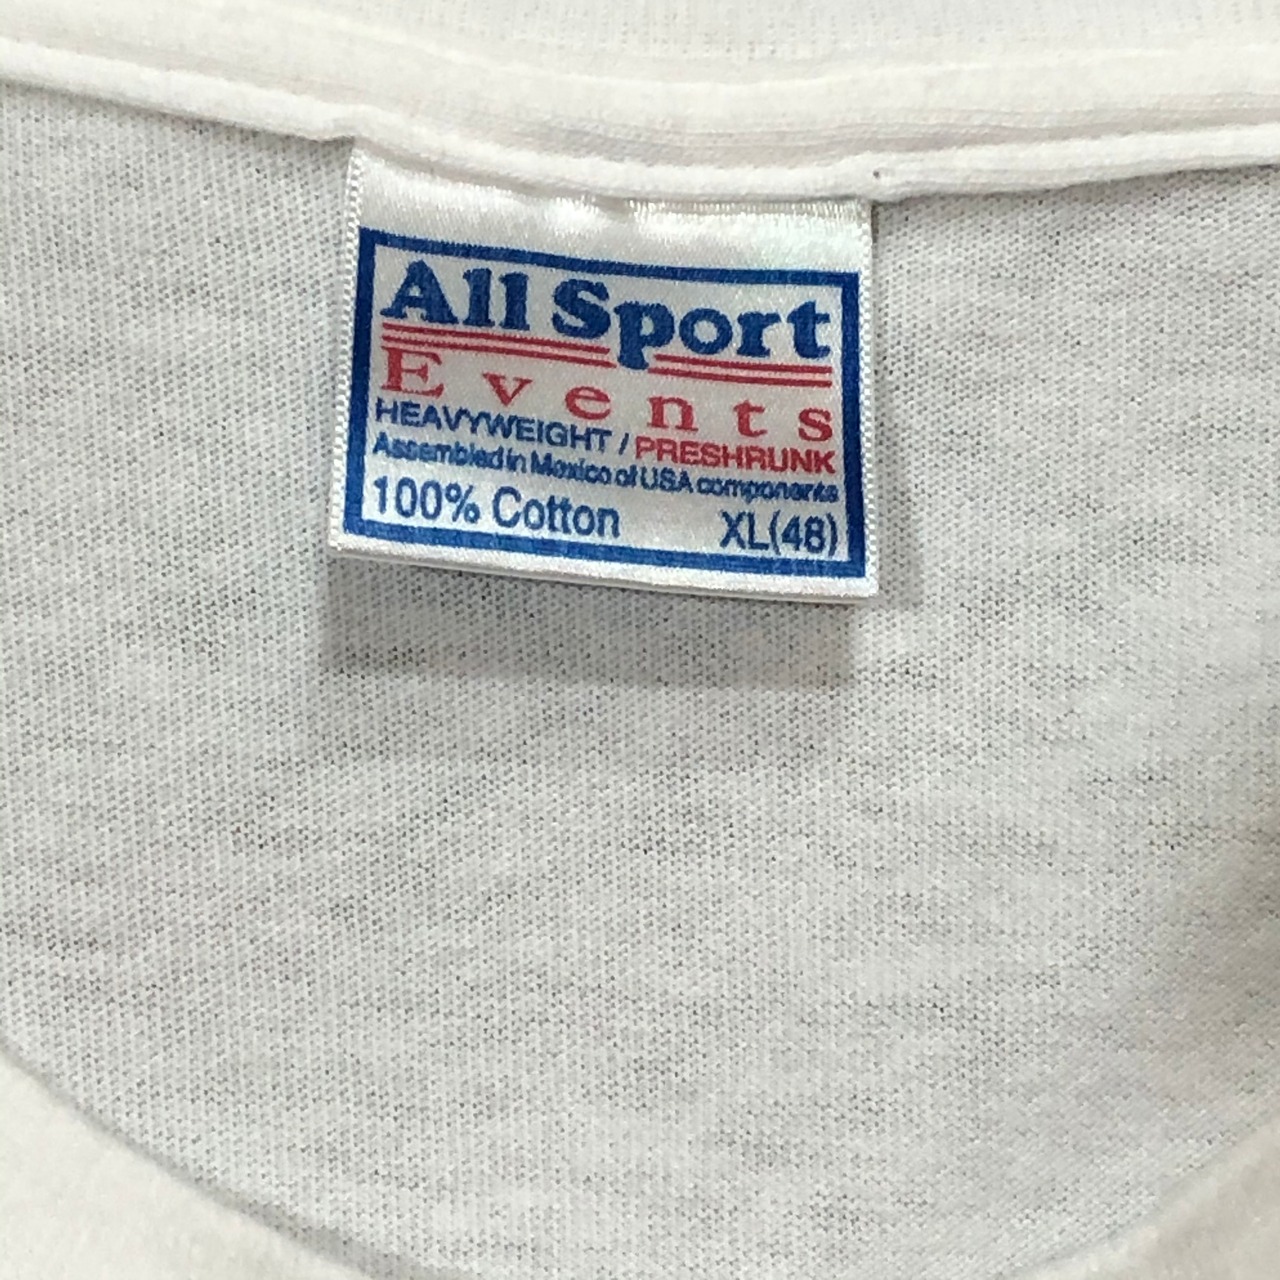 All Sport
Events
HEAVYWEIGHT / PRESHRUNK
Assembled in Mexico of USA components
100% Cotton XL(48)